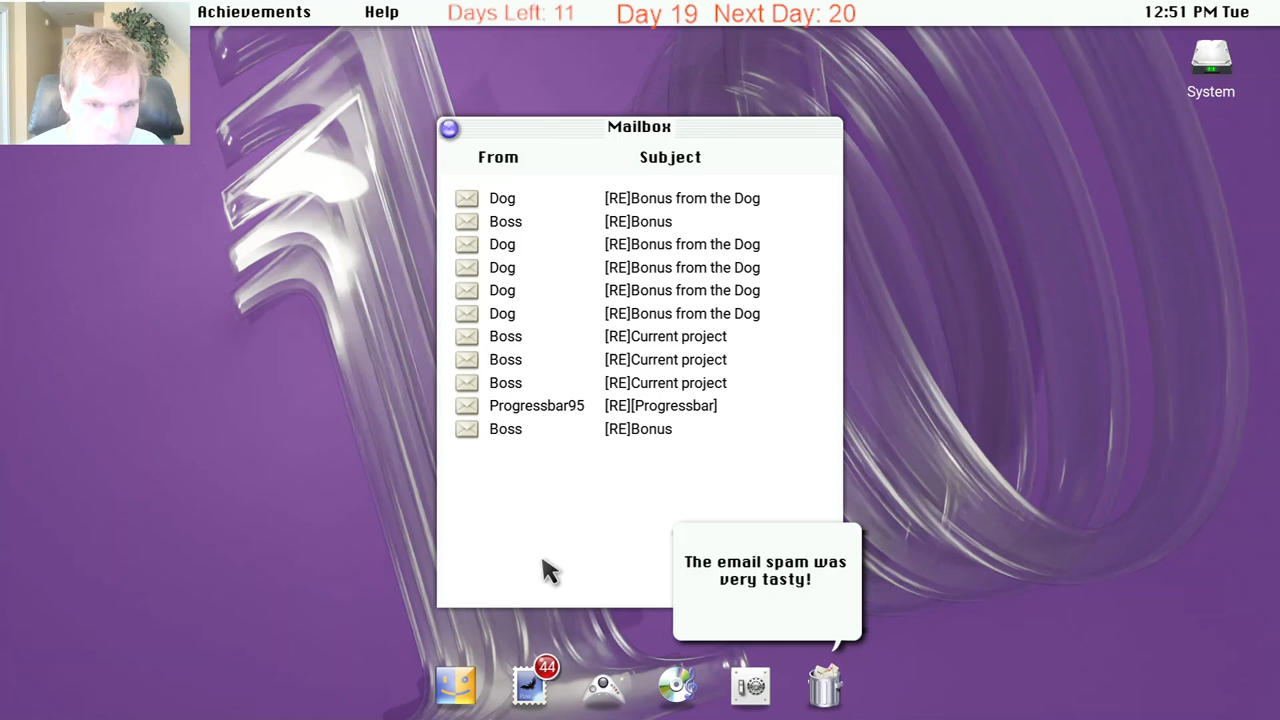 Achievements Help Days Left: 11 Day 19 Next Day: 20 12:51 PM Tue
System
Mailbox
From Subject
Dog [RE]Bonus from the Dog
Boss [RE]Bonus
Dog [RE]Bonus from the Dog
Dog [RE]Bonus from the Dog
Dog [RE]Bonus from the Dog
Dog [RE]Bonus from the Dog
Boss [RE]Current project
Boss [RE]Current project
Boss [RE]Current project
Progressbar95 [RE][Progressbar]
Boss [RE]Bonus
The email spam was
very tasty!
44